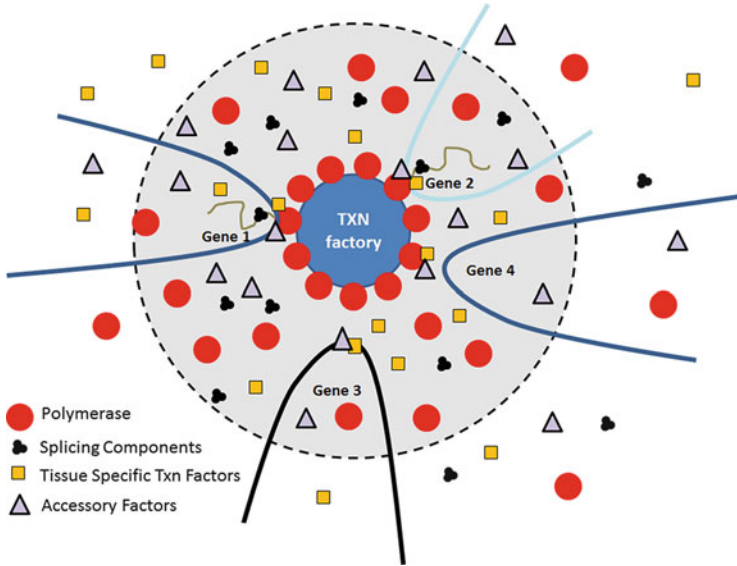 TXN
factory
Gene 1
Gene 2
Gene 4
Gene 3
Polymerase
Splicing Components
Tissue Specific Txn Factors
Accessory Factors